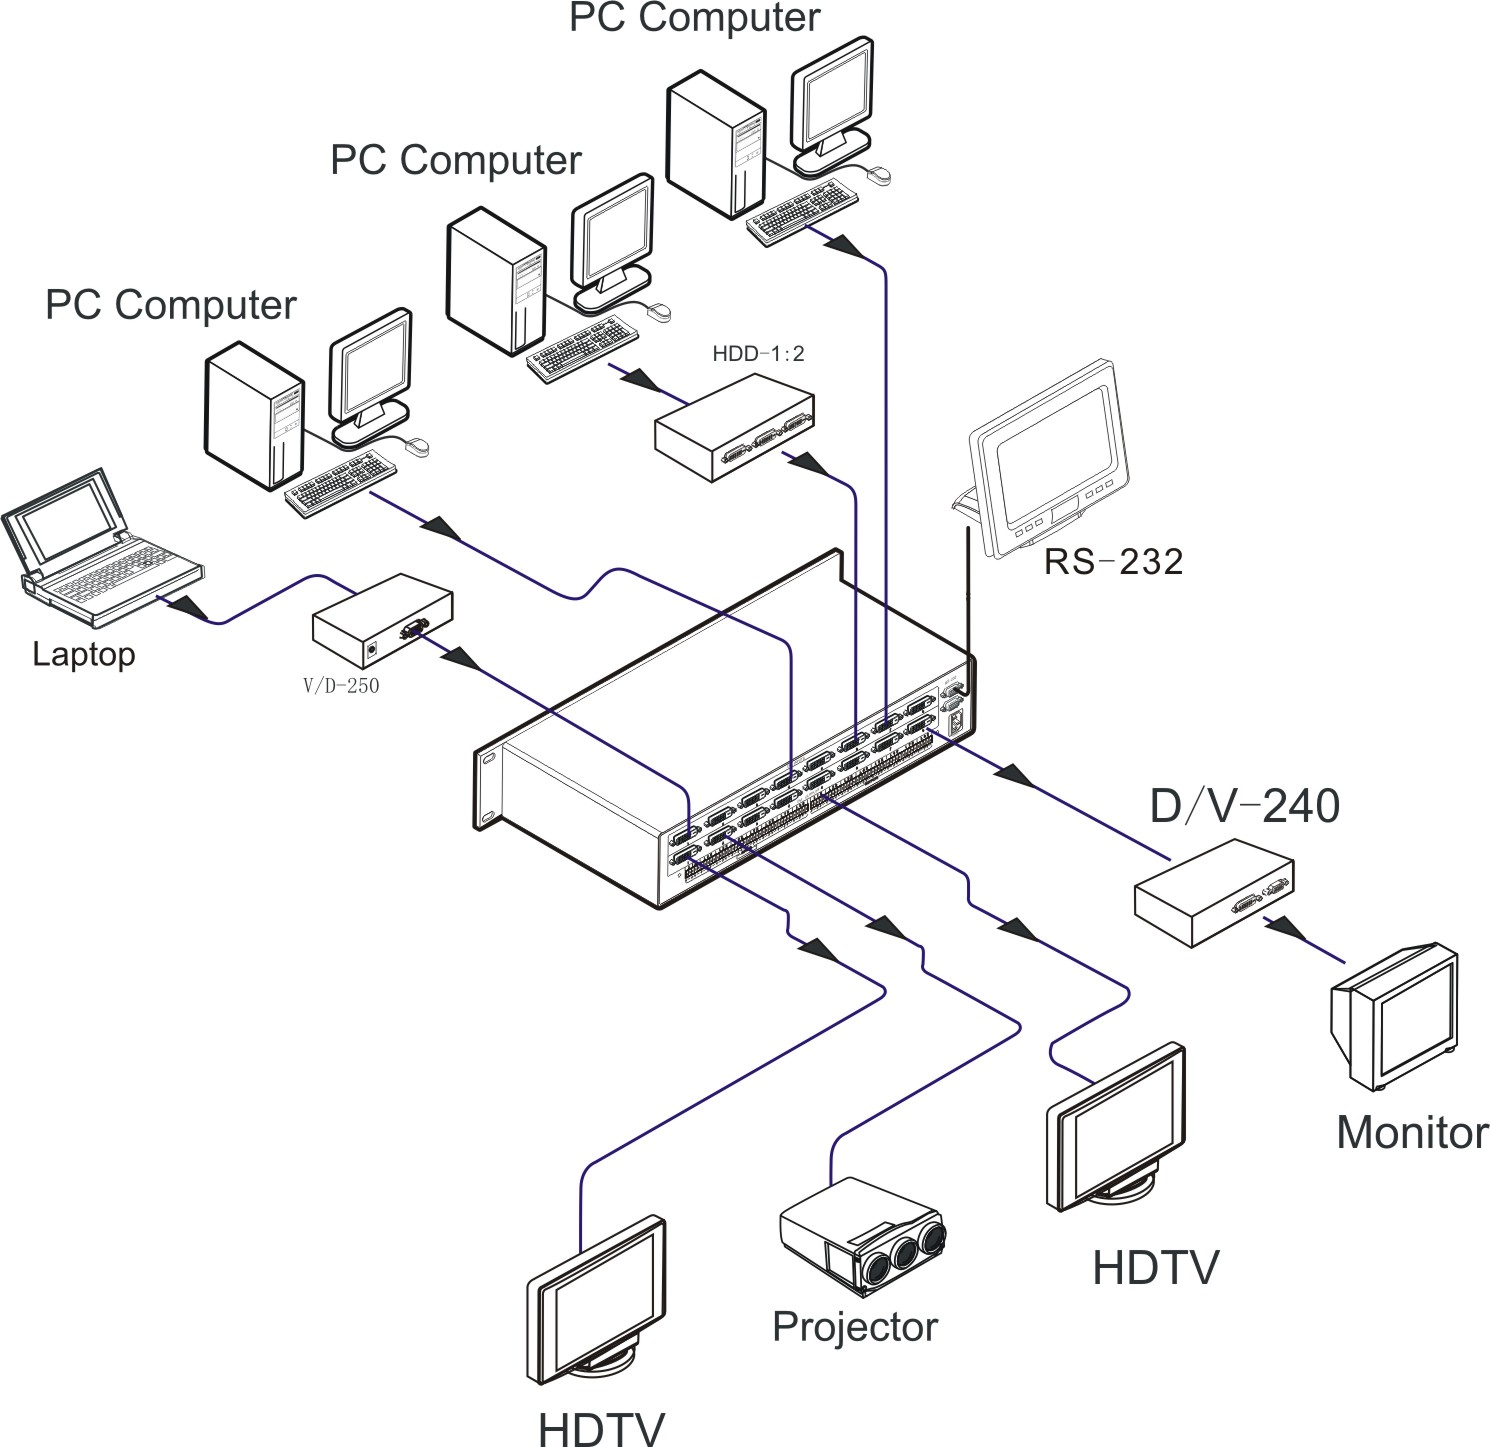 PC Computer
PC Computer
PC Computer
HDD-1:2
RS-232
Laptop
V/D-250
D/V-240
Monitor
HDTV
Projector
HDTV